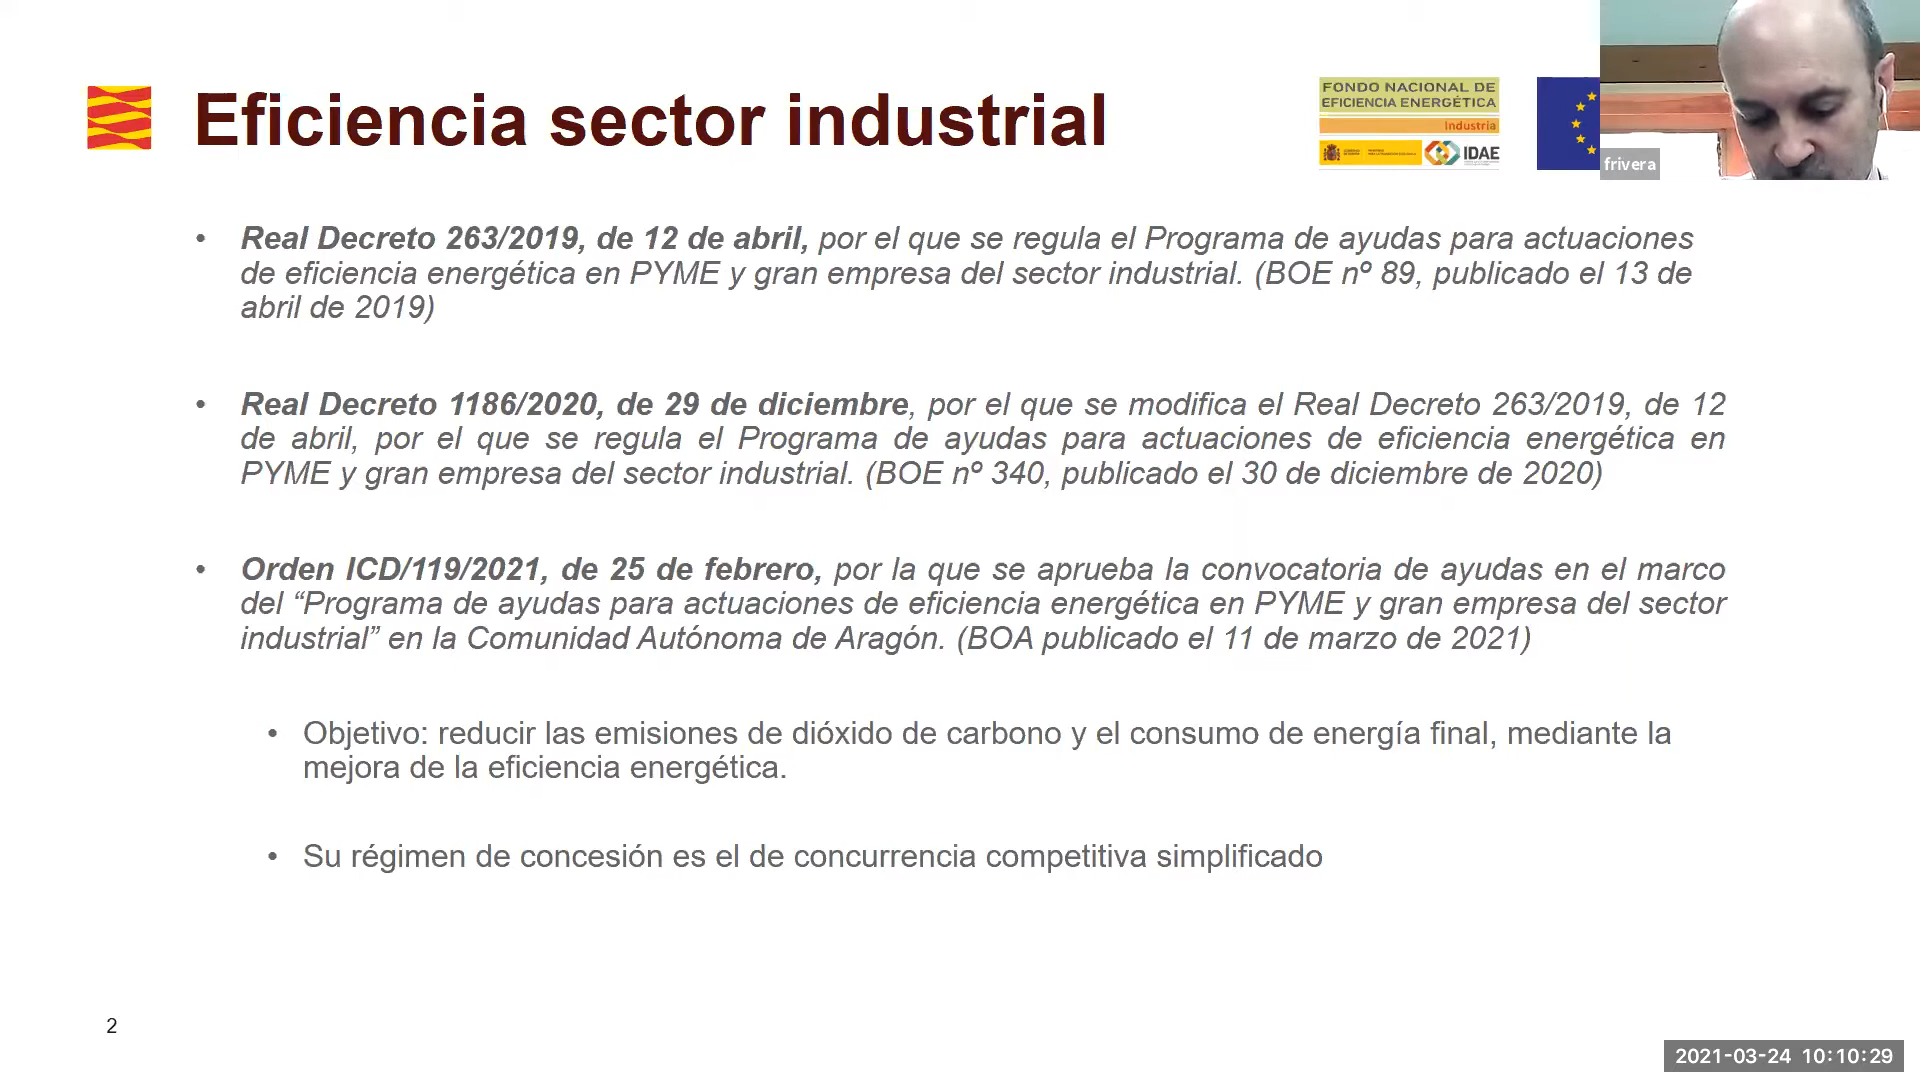 Eficiencia sector industrial
FONDO NACIONAL DE
EFICIENCIA ENERGÉTICA
Industria
IDAE
frivera
• Real Decreto 263/2019, de 12 de abril, por el que se regula el Programa de ayudas para actuaciones
de eficiencia energética en PYME y gran empresa del sector industrial. (BOE nº 89, publicado el 13 de
abril de 2019)
• Real Decreto 1186/2020, de 29 de diciembre, por el que se modifica el Real Decreto 263/2019, de 12
de abril, por el que se regula el Programa de ayudas para actuaciones de eficiencia energética en
PYME y gran empresa del sector industrial. (BOE nº 340, publicado el 30 de diciembre de 2020)
• Orden ICD/119/2021, de 25 de febrero, por la que se aprueba la convocatoria de ayudas en el marco
del “Programa de ayudas para actuaciones de eficiencia energética en PYME y gran empresa del sector
industrial” en la Comunidad Autónoma de Aragón. (BOA publicado el 11 de marzo de 2021)
• Objetivo: reducir las emisiones de dióxido de carbono y el consumo de energía final, mediante la
mejora de la eficiencia energética.
• Su régimen de concesión es el de concurrencia competitiva simplificado
2
2021-03-24 10:10:29